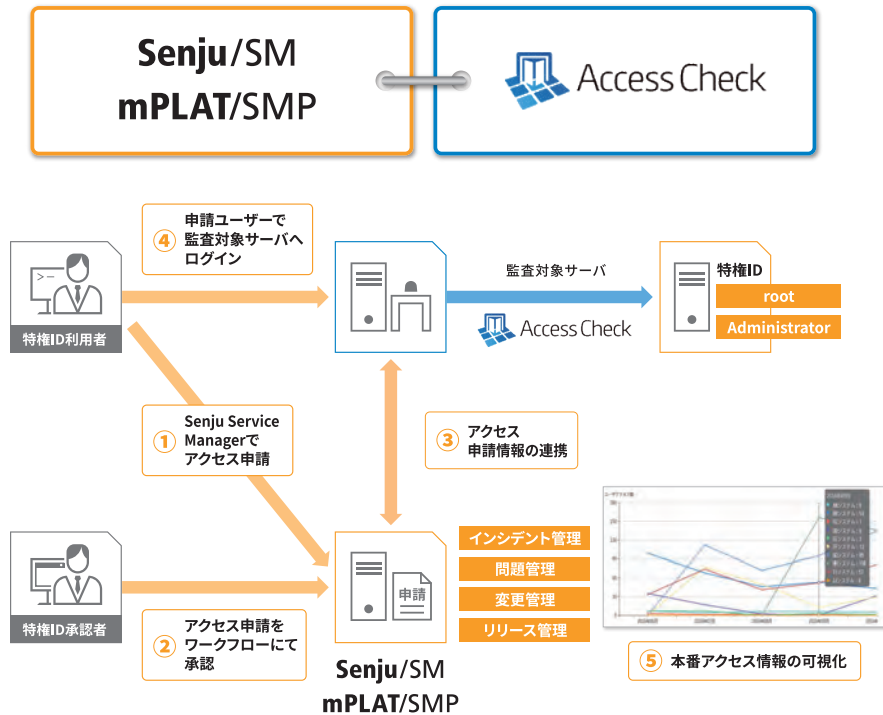 Senju/SM
mPLAT/SMP
Access Check
④ 申請ユーザーで
監査対象サーバへ
ログイン
特権ID利用者
監査対象サーバ
Access Check
特権ID
root
Administrator
① Senju Service
Managerで
アクセス申請
③ アクセス
申請情報の連携
特権ID承認者
② アクセス申請を
ワークフローにて
承認
申請
インシデント管理
問題管理
変更管理
リリース管理
Senju/SM
mPLAT/SMP
⑤ 本番アクセス情報の可視化